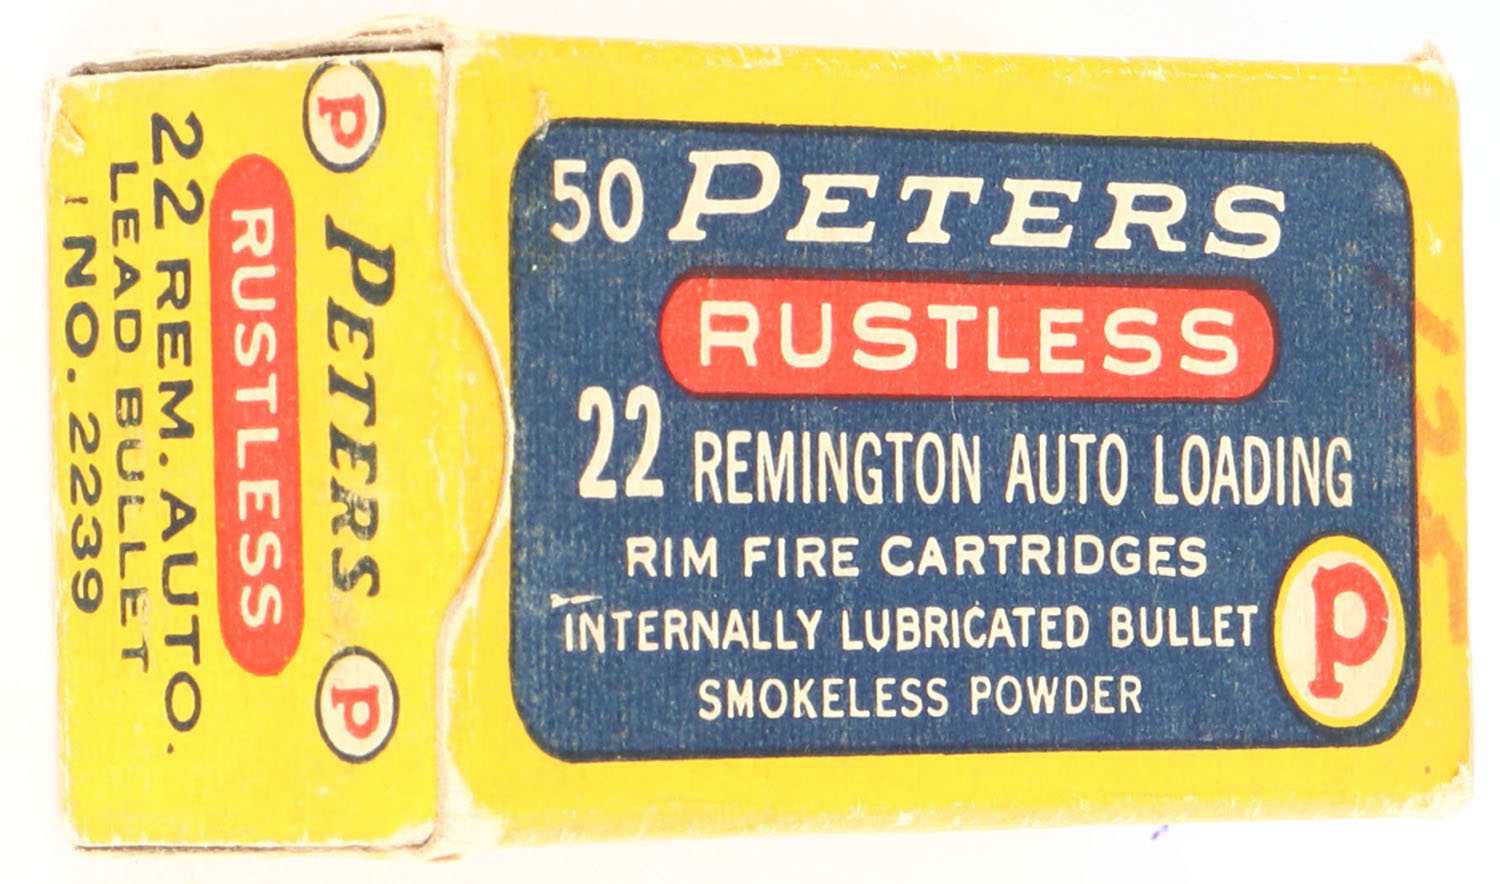 50 PETERS
RUSTLESS
22 REMINGTON AUTO LOADING
RIM FIRE CARTRIDGES
INTERNALLY LUBRICATED BULLET
SMOKELESS POWDER
P
P PETERS P
RUSTLESS
22 REM. AUTO.
LEAD BULLET
NO. 2239